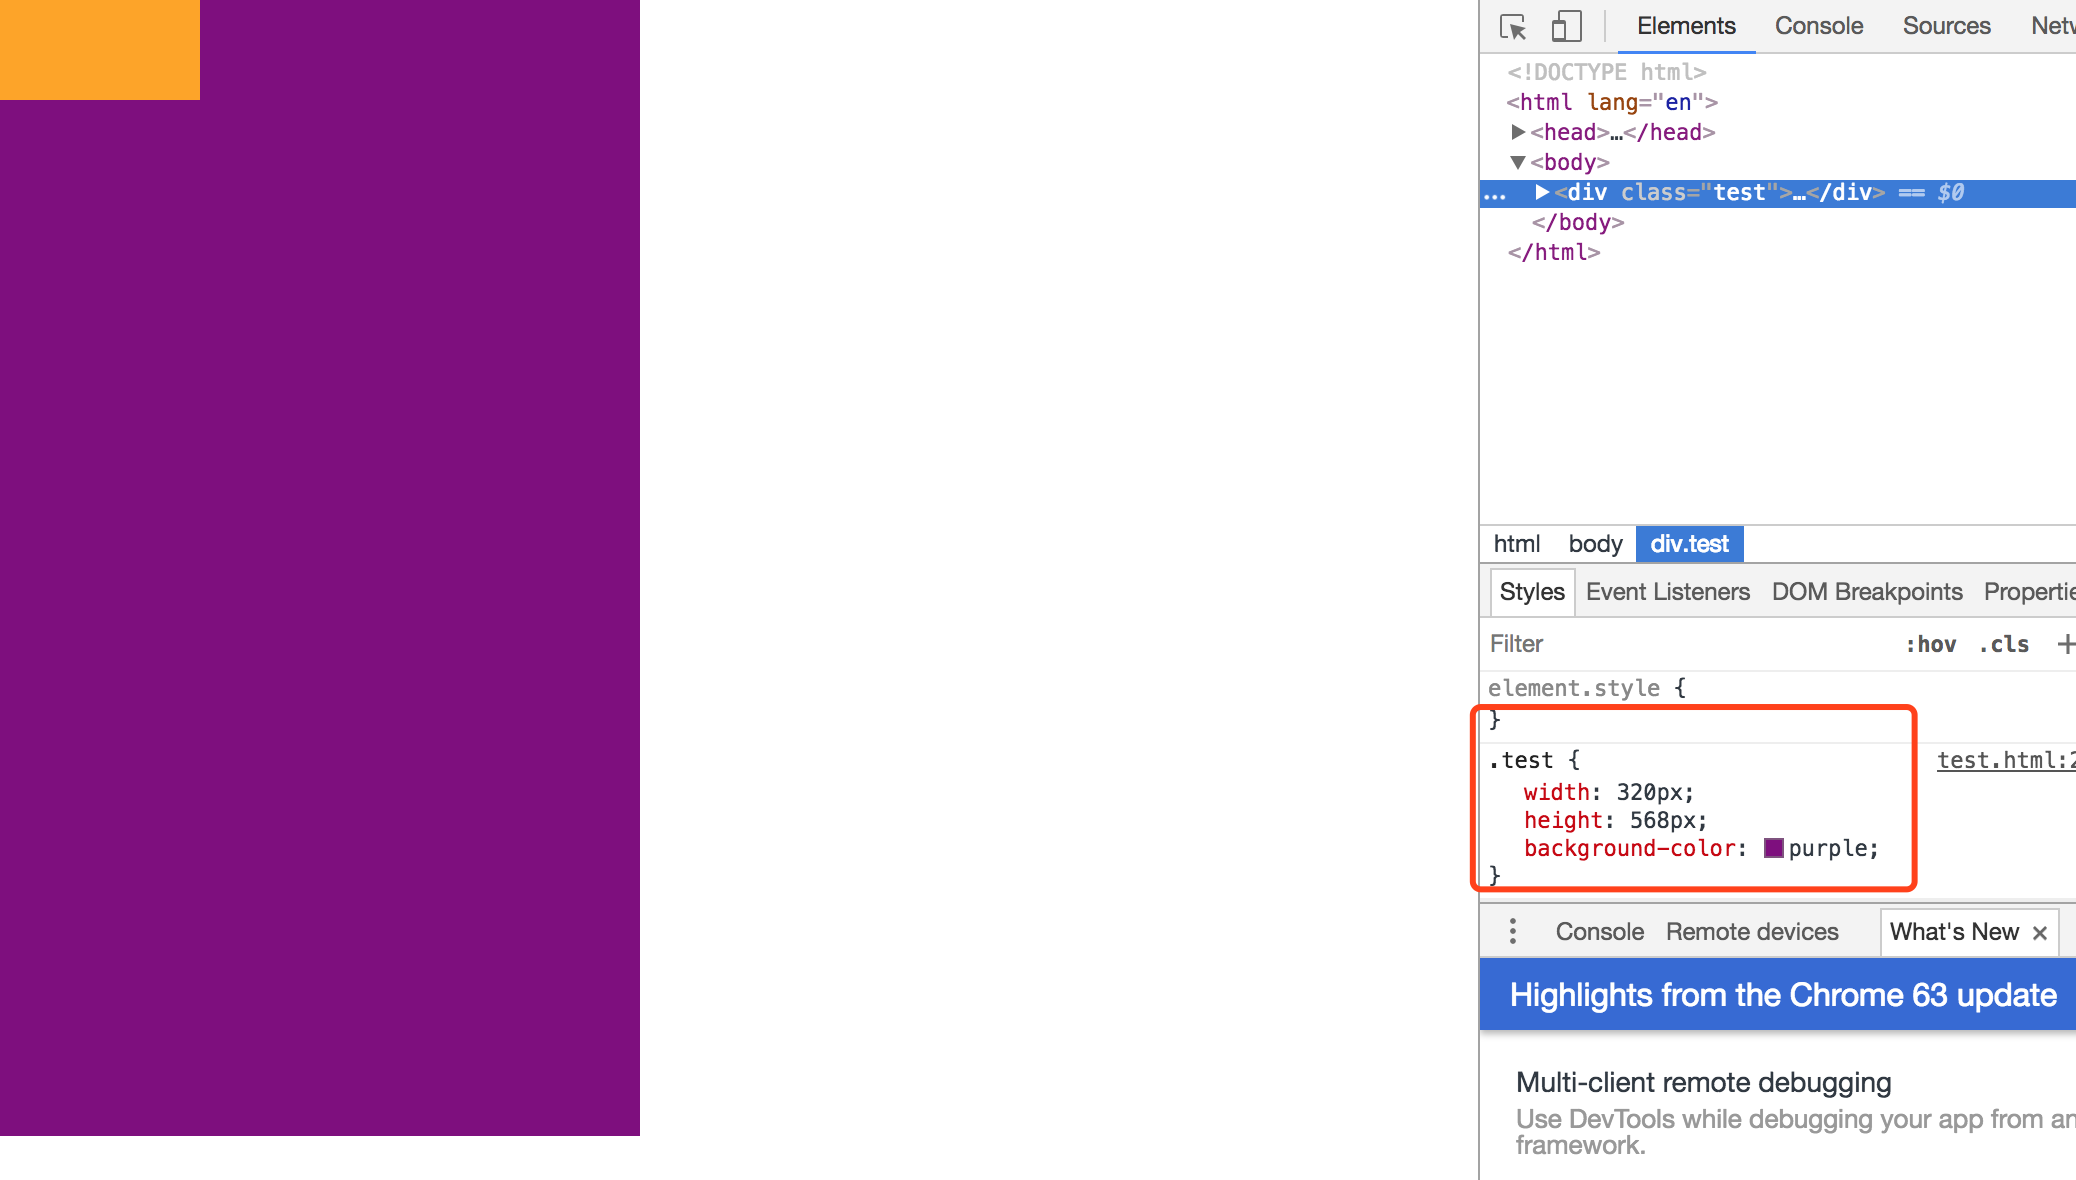 Elements Console Sources Netw
<!DOCTYPE html>
<html lang="en">
▶<head>…</head>
▼<body>
... ▶<div class="test">…</div> == $0
</body>
</html>
html body div.test
Styles Event Listeners DOM Breakpoints Propertie
Filter :hov .cls +
element.style {
}
.test { test.html:2
width: 320px;
height: 568px;
background-color: purple;
}
⋮ Console Remote devices What's New ×
Highlights from the Chrome 63 update
Multi-client remote debugging
Use DevTools while debugging your app from an
framework.